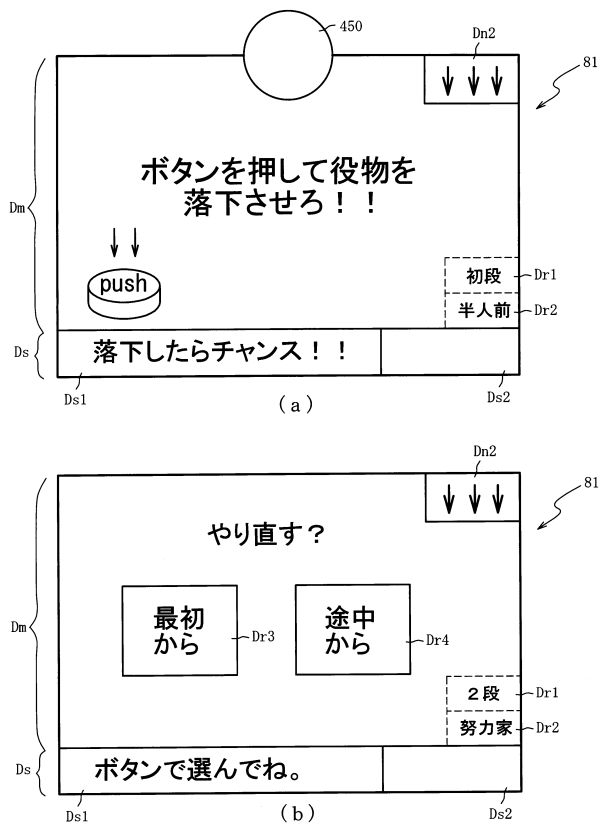 450
Dn2
81
Dm
ボタンを押して役物を
落下させろ！！
push
初段
Dr1
半人前
Dr2
Ds
落下したらチャンス！！
Ds1
Ds2
(a)
Dn2
81
やり直す？
Dm
最初
から
Dr3
途中
から
Dr4
２段
Dr1
努力家
Dr2
Ds
ボタンで選んでね。
Ds1
Ds2
(b)